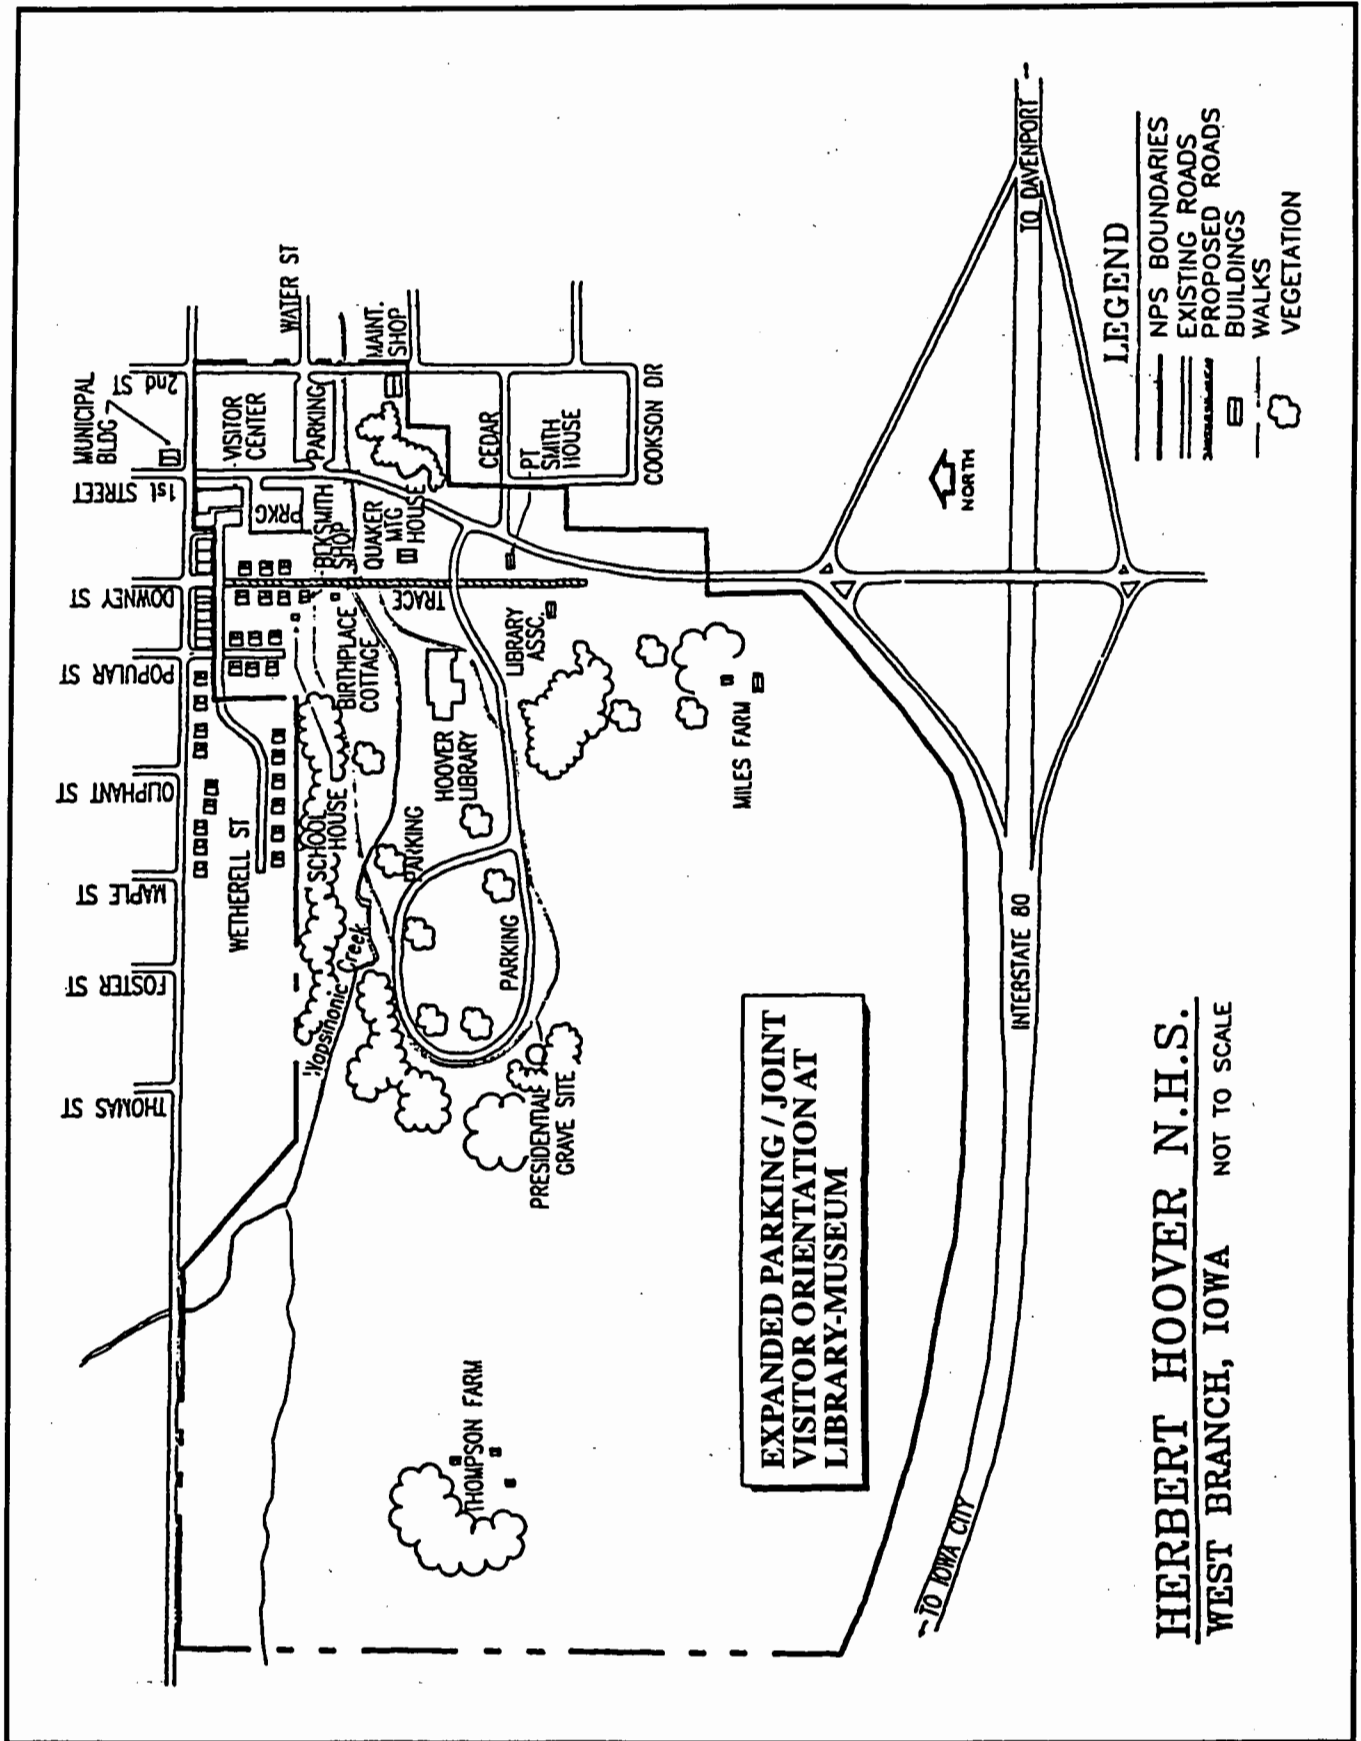 THOMAS ST
FOSTER ST
MAPLE ST
OLIPHANT ST
POPULAR ST
DOWNEY ST
1st STREET
2nd ST
MUNICIPAL
BLDG
WETHERELL ST
VISITOR
CENTER
WATER ST
PARKING
PRKG
MAINT.
SHOP
BLKSMITH
SHOP
QUAKER
MTG
HOUSE
CEDAR
PT
SMITH
HOUSE
COOKSON DR
TRACE
BIRTHPLACE
COTTAGE
SCHOOL
HOUSE
Wapsinonic Creek
HOOVER
LIBRARY
LIBRARY
ASSC.
PARKING
PARKING
PRESIDENTIAL
GRAVE SITE
MILES FARM
THOMPSON FARM
EXPANDED PARKING / JOINT
VISITOR ORIENTATION AT
LIBRARY-MUSEUM
NORTH
TO IOWA CITY
INTERSTATE 80
TO DAVENPORT
LEGEND
NPS BOUNDARIES
EXISTING ROADS
PROPOSED ROADS
BUILDINGS
WALKS
VEGETATION
HERBERT HOOVER N.H.S.
WEST BRANCH, IOWA NOT TO SCALE